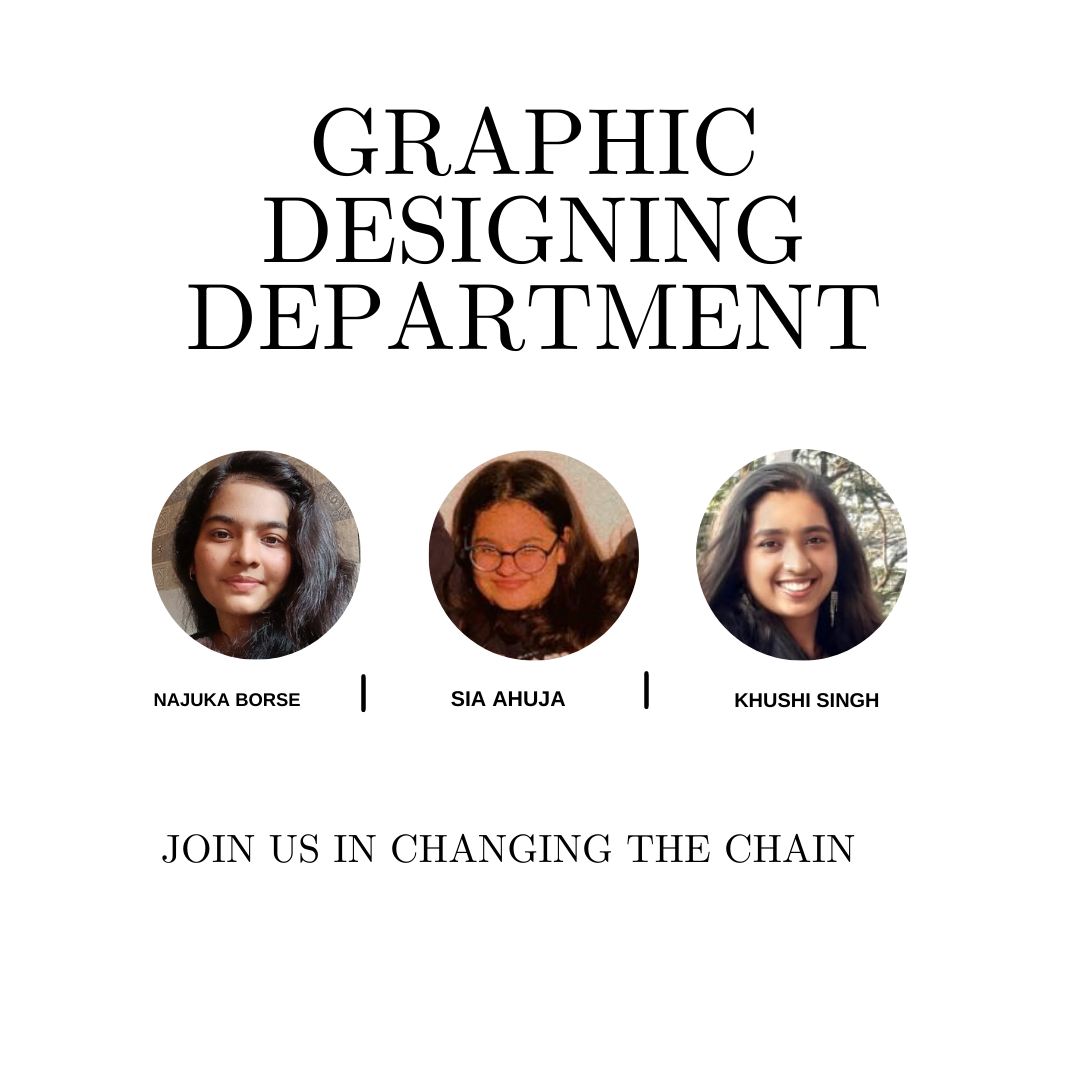 GRAPHIC
DESIGNING
DEPARTMENT
NAJUKA BORSE | SIA AHUJA | KHUSHI SINGH
JOIN US IN CHANGING THE CHAIN